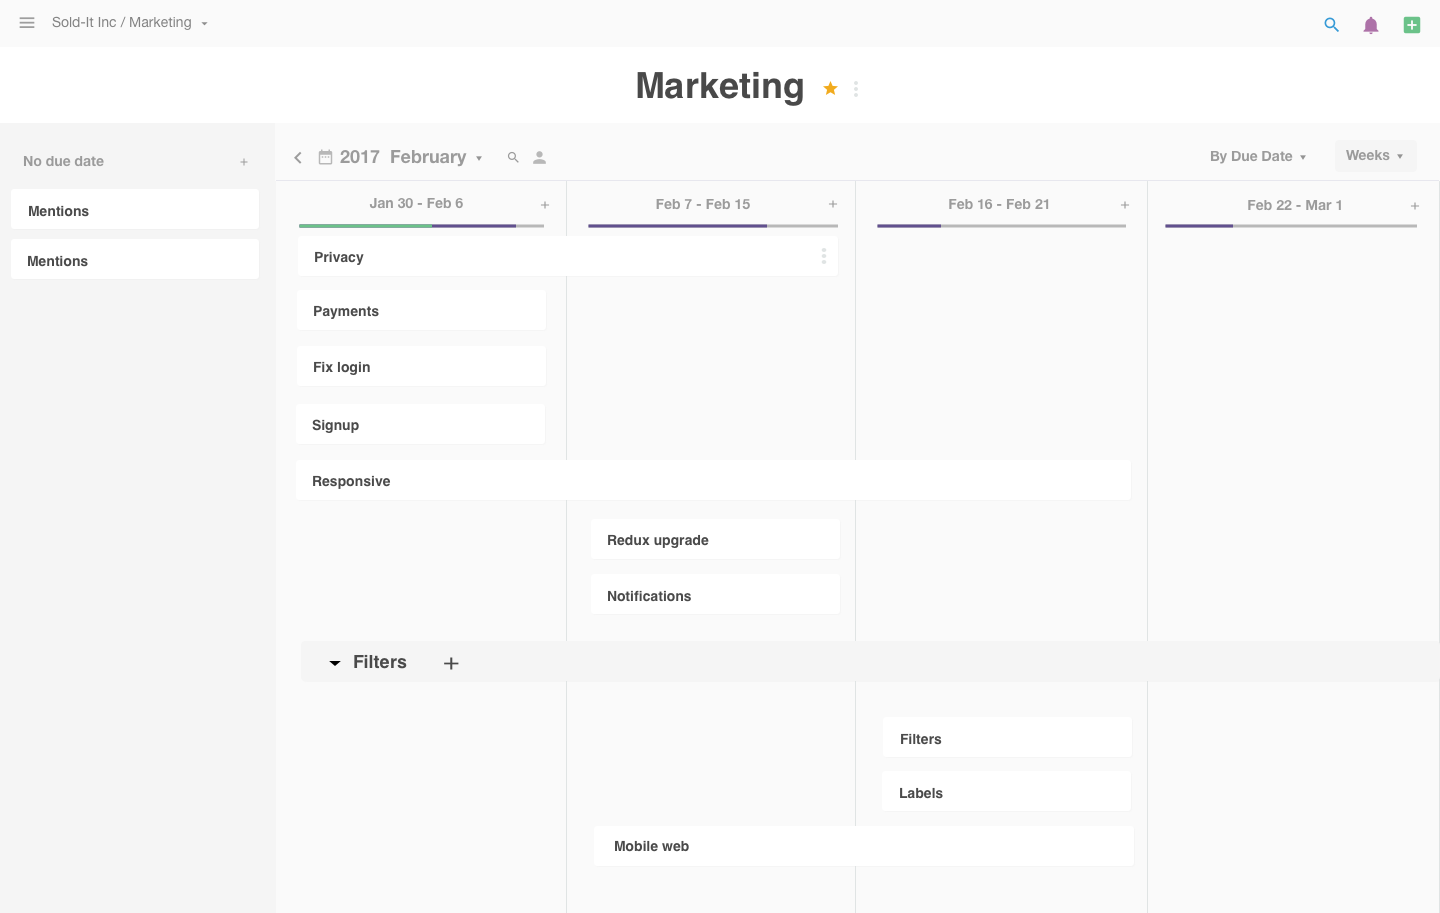 Sold-It Inc / Marketing
Marketing
No due date
Mentions
Mentions
2017 February
By Due Date
Weeks
Jan 30 - Feb 6
Feb 7 - Feb 15
Feb 16 - Feb 21
Feb 22 - Mar 1
Privacy
Payments
Fix login
Signup
Responsive
Redux upgrade
Notifications
Filters
Filters
Labels
Mobile web